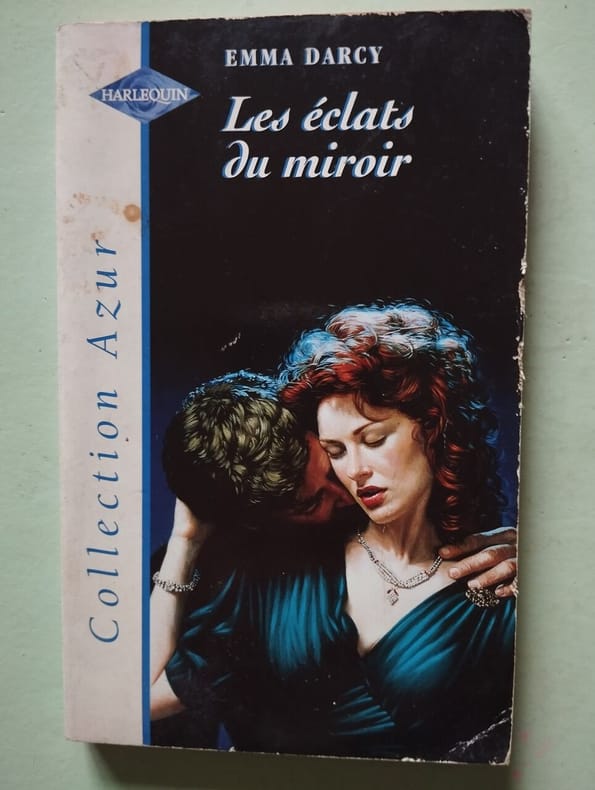 EMMA DARCY
HARLEQUIN
Les éclats
du miroir
Collection Azur